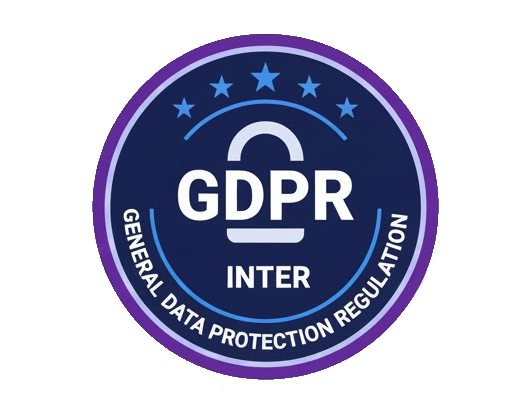 GDPR
INTER
GENERAL DATA PROTECTION REGULATION